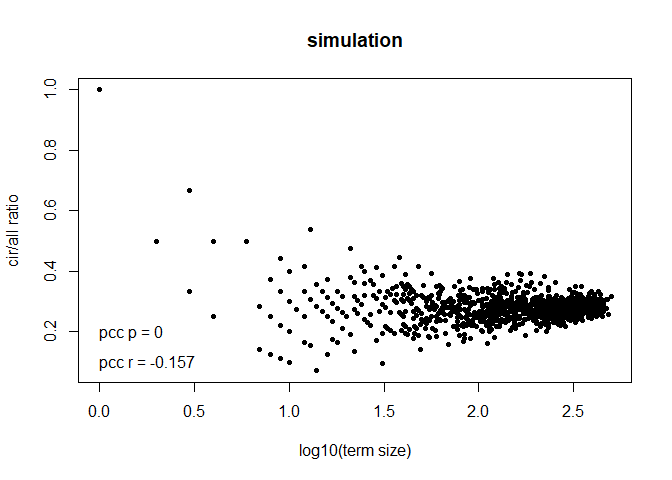 simulation
cir/all ratio
1.0
0.8
0.6
0.4
0.2
pcc p = 0
pcc r = -0.157
0.0 0.5 1.0 1.5 2.0 2.5
log10(term size)